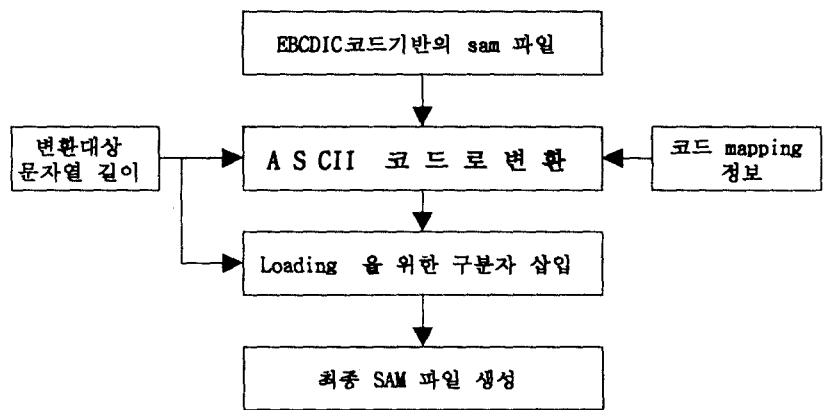 EBCDIC코드기반의 sam 파일
변환대상
문자열 길이
A S CII 코 드 로 변 환
코드 mapping
정보
Loading 을 위한 구분자 삽입
최종 SAM 파일 생성